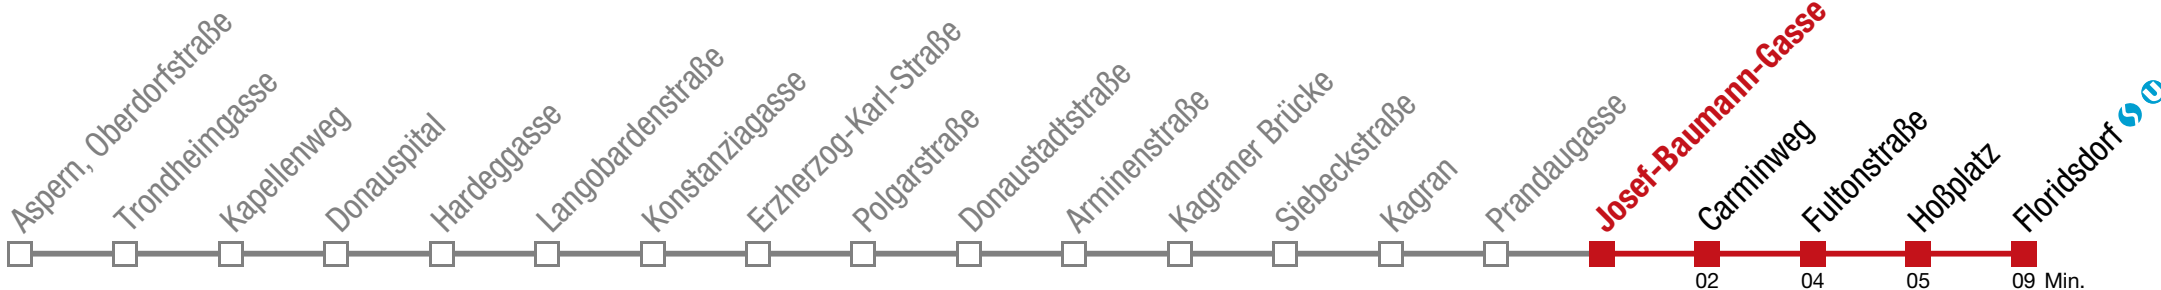 Aspern, Oberdorfstraße
Trondheimgasse
Kapellenweg
Donauspital
Hardeggasse
Langobardenstraße
Konstanziagasse
Erzherzog-Karl-Straße
Polgarstraße
Donaustadtstraße
Arminenstraße
Kagraner Brücke
Siebeckstraße
Kagran
Prandaugasse
Josef-Baumann-Gasse
Carminweg
Fultonstraße
Hoßplatz
Floridsdorf S U
02 04 05 09 Min.